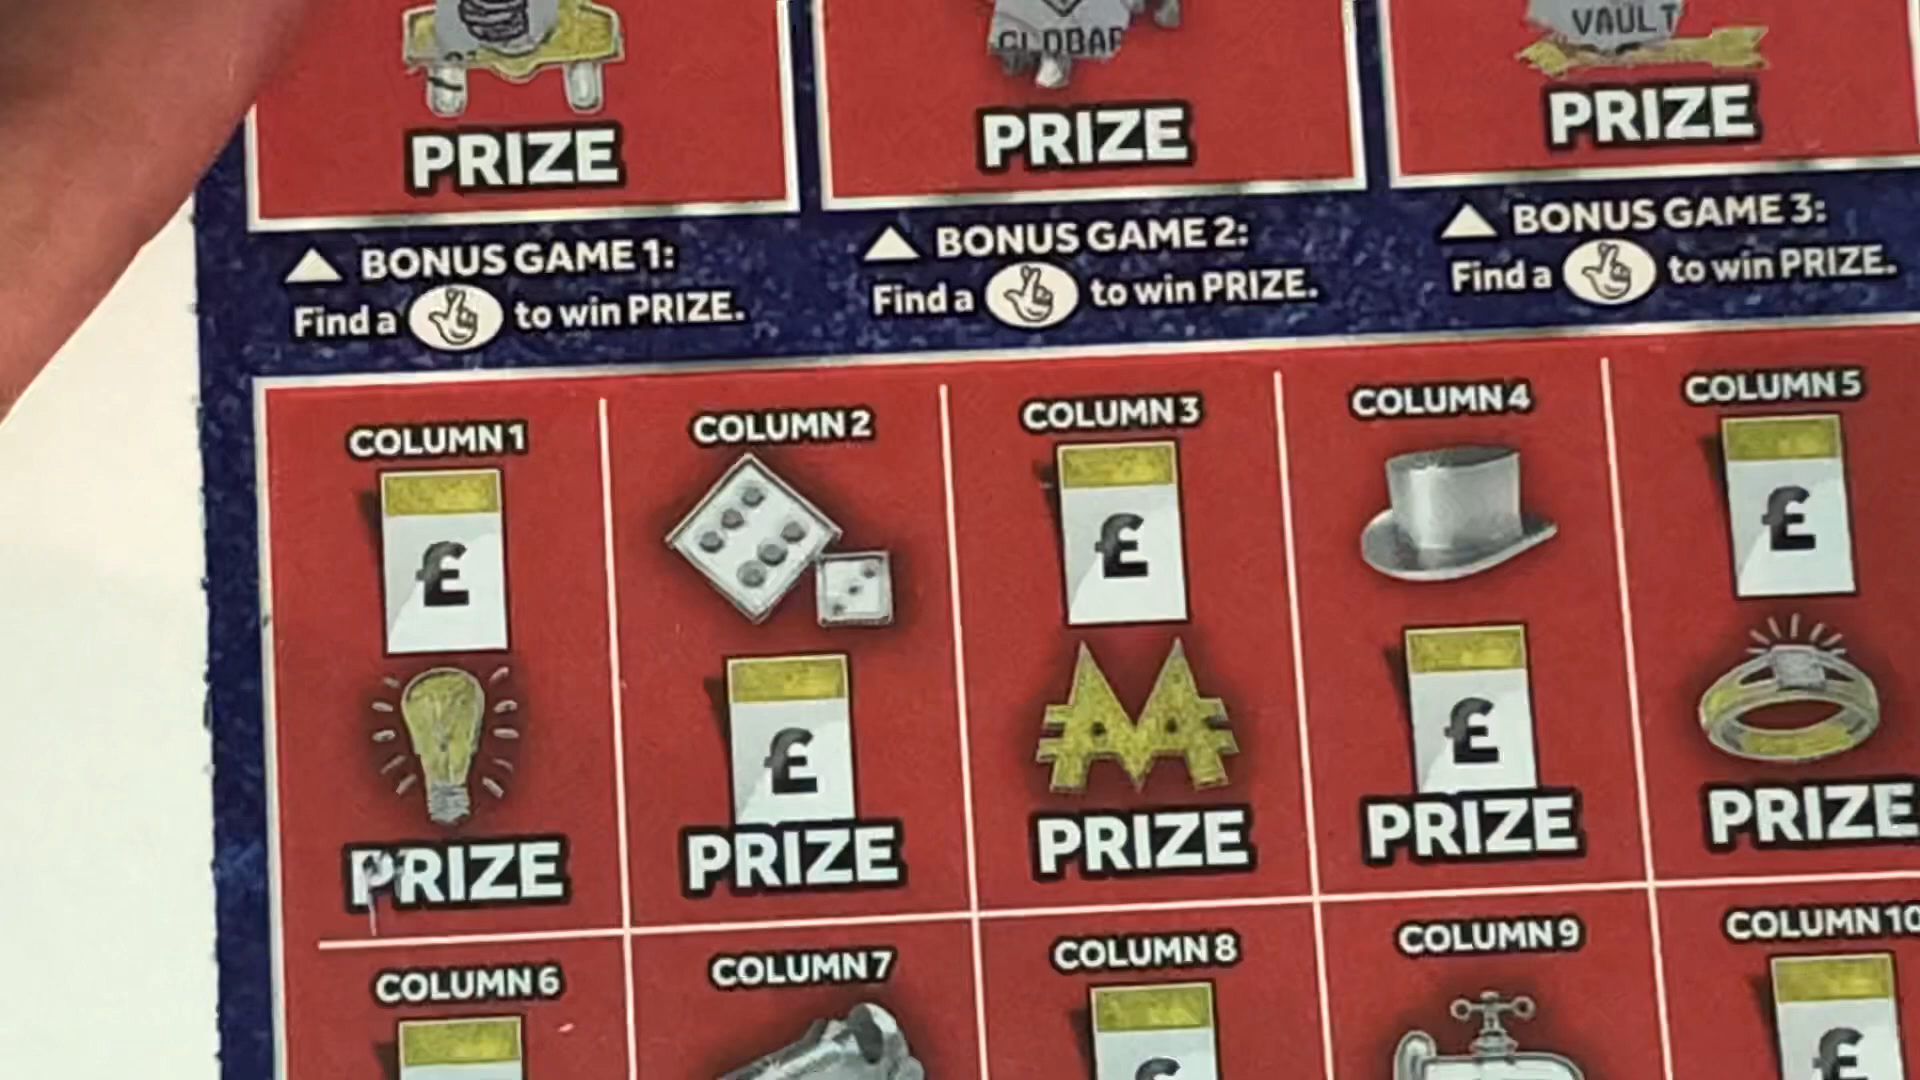 GLDBAR
VAULT
PRIZE
PRIZE
PRIZE
BONUS GAME 1:
Find a to win PRIZE.
BONUS GAME 2:
Find a to win PRIZE.
BONUS GAME 3:
Find a to win PRIZE.
COLUMN 1
£
PRIZE
COLUMN 2
£
PRIZE
COLUMN 3
£
PRIZE
COLUMN 4
£
PRIZE
COLUMN 5
£
PRIZE
COLUMN 6
COLUMN 7
COLUMN 8
£
COLUMN 9
COLUMN 10
£